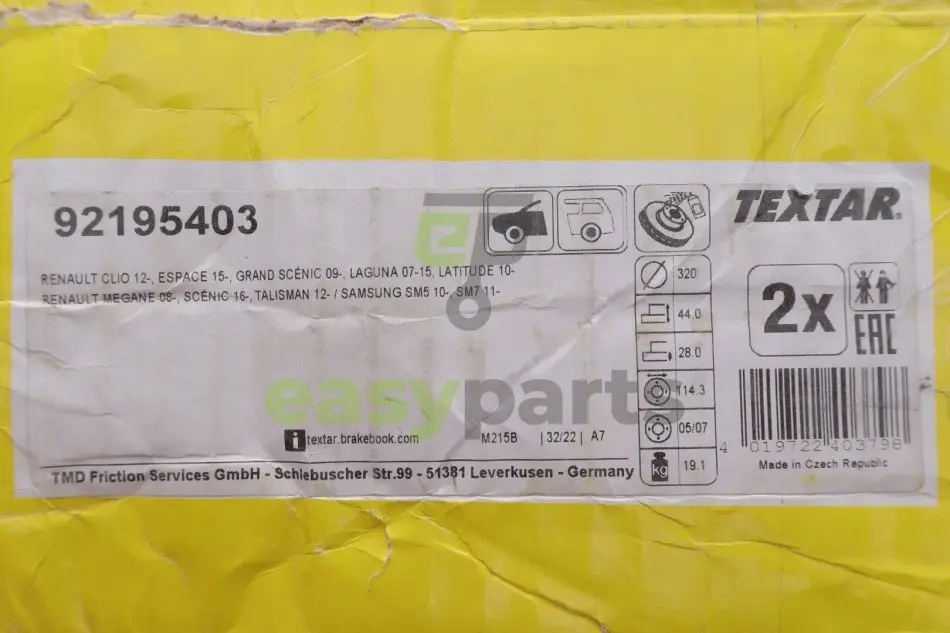 92195403
TEXTAR®
RENAULT CLIO 12-, ESPACE 15-, GRAND SCÉNIC 09-, LAGUNA 07-15, LATITUDE 10-
RENAULT MEGANE 08-, SCÉNIC 16-, TALISMAN 12- / SAMSUNG SM5 10-, SM7 11-
320
44.0
28.0
114.3
05/07
kg 19.1
2x
EAC
easyparts
i textar.brakebook.com
M215B | 32/22 | A7
4 019722 403798
Made in Czech Republic
TMD Friction Services GmbH - Schlebuscher Str.99 - 51381 Leverkusen - Germany